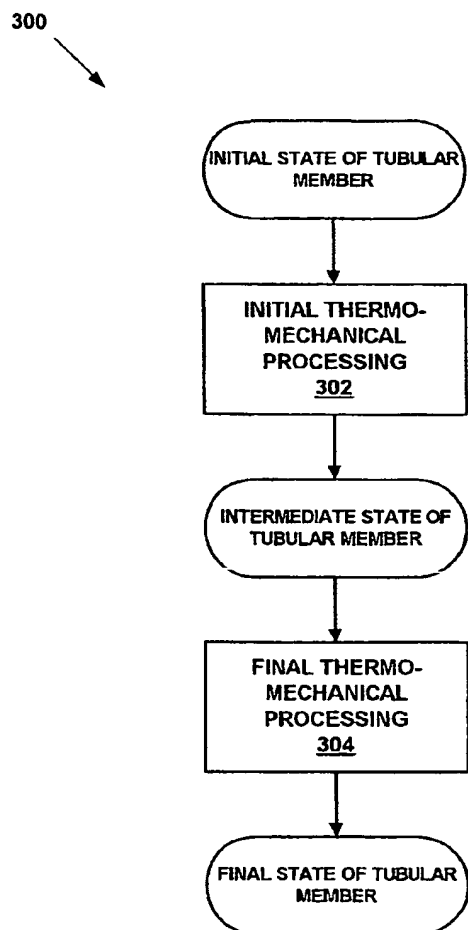 300
INITIAL STATE OF TUBULAR
MEMBER
INITIAL THERMO-
MECHANICAL
PROCESSING
302
INTERMEDIATE STATE OF
TUBULAR MEMBER
FINAL THERMO-
MECHANICAL
PROCESSING
304
FINAL STATE OF TUBULAR
MEMBER